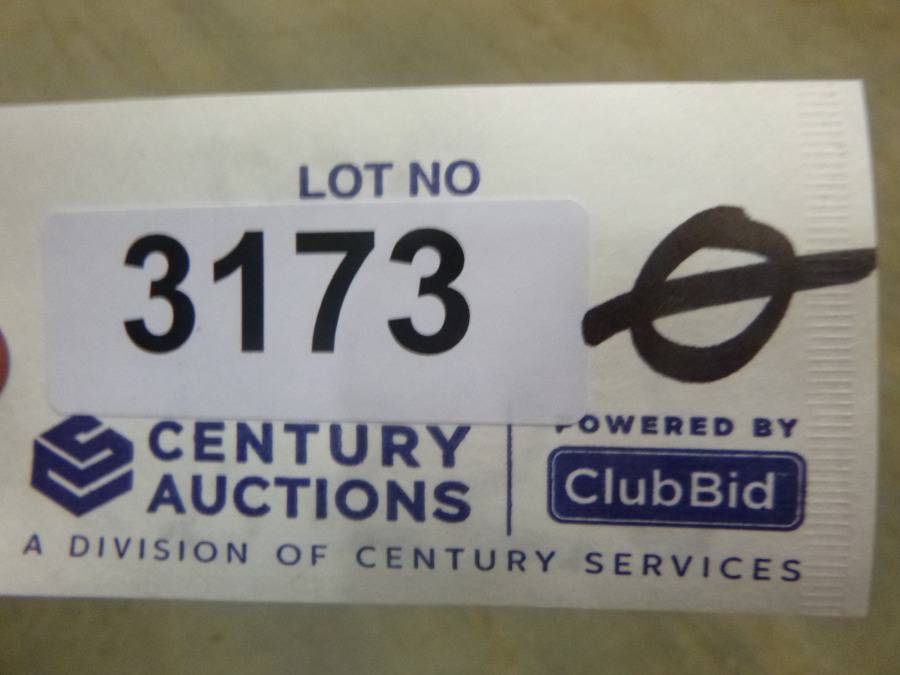 LOT NO
3173
CENTURY
AUCTIONS
POWERED BY
ClubBid
A DIVISION OF CENTURY SERVICES